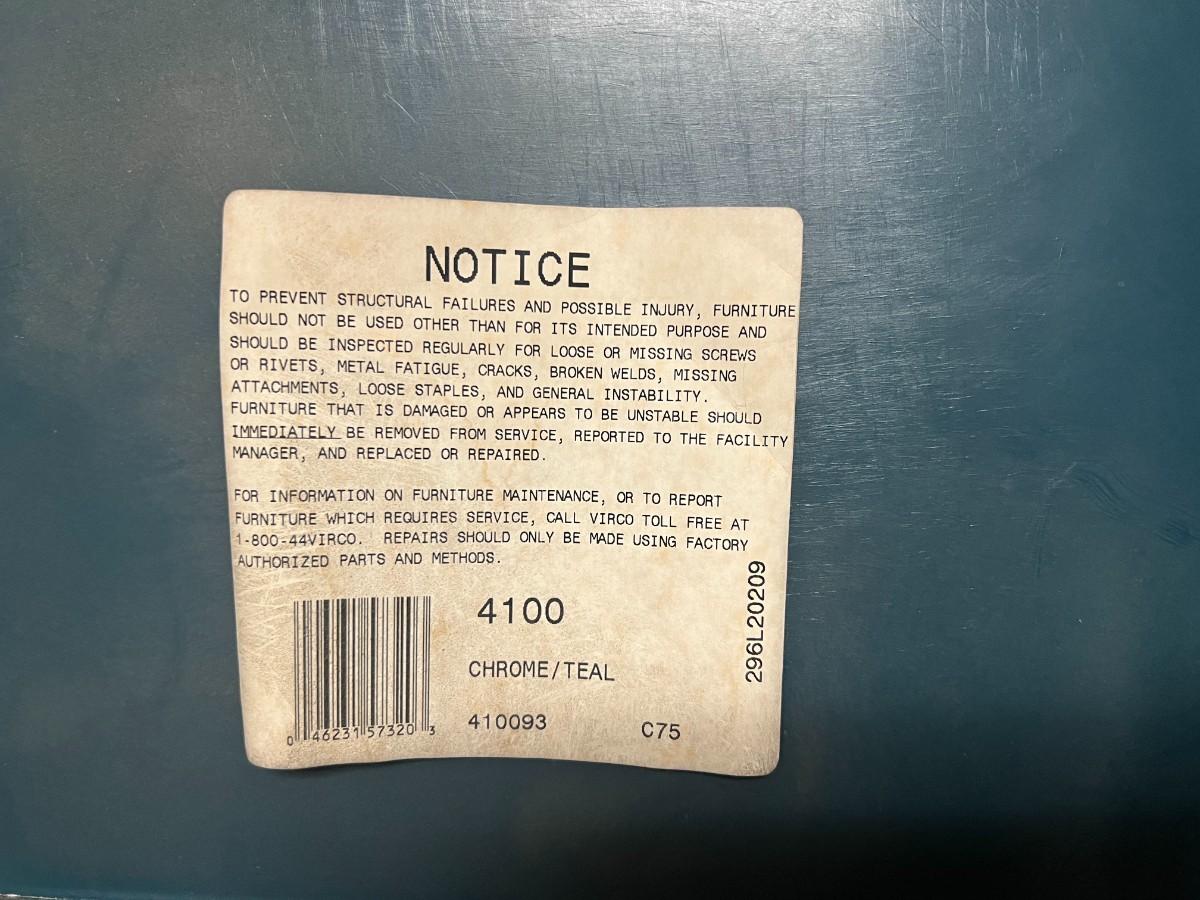 NOTICE
TO PREVENT STRUCTURAL FAILURES AND POSSIBLE INJURY, FURNITURE
SHOULD NOT BE USED OTHER THAN FOR ITS INTENDED PURPOSE AND
SHOULD BE INSPECTED REGULARLY FOR LOOSE OR MISSING SCREWS
OR RIVETS, METAL FATIGUE, CRACKS, BROKEN WELDS, MISSING
ATTACHMENTS, LOOSE STAPLES, AND GENERAL INSTABILITY.
FURNITURE THAT IS DAMAGED OR APPEARS TO BE UNSTABLE SHOULD
IMMEDIATELY BE REMOVED FROM SERVICE, REPORTED TO THE FACILITY
MANAGER, AND REPLACED OR REPAIRED.
FOR INFORMATION ON FURNITURE MAINTENANCE, OR TO REPORT
FURNITURE WHICH REQUIRES SERVICE, CALL VIRCO TOLL FREE AT
1-800-44VIRCO. REPAIRS SHOULD ONLY BE MADE USING FACTORY
AUTHORIZED PARTS AND METHODS.
4100
CHROME/TEAL
410093
C75
0 46231 57320 3
296L20209